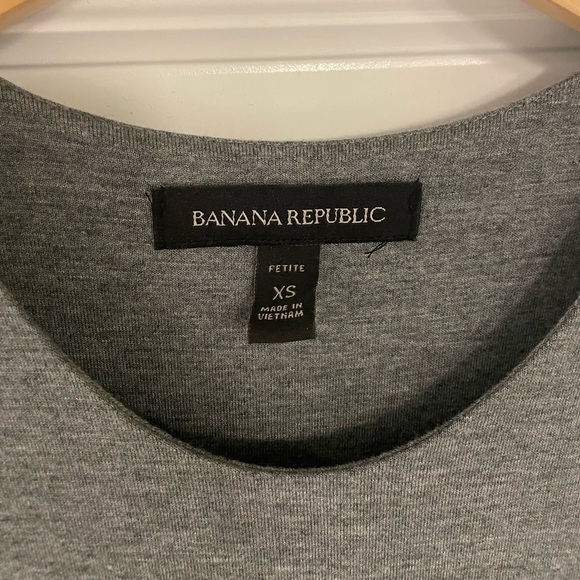 BANANA REPUBLIC
PETITE
XS
MADE IN
VIETNAM